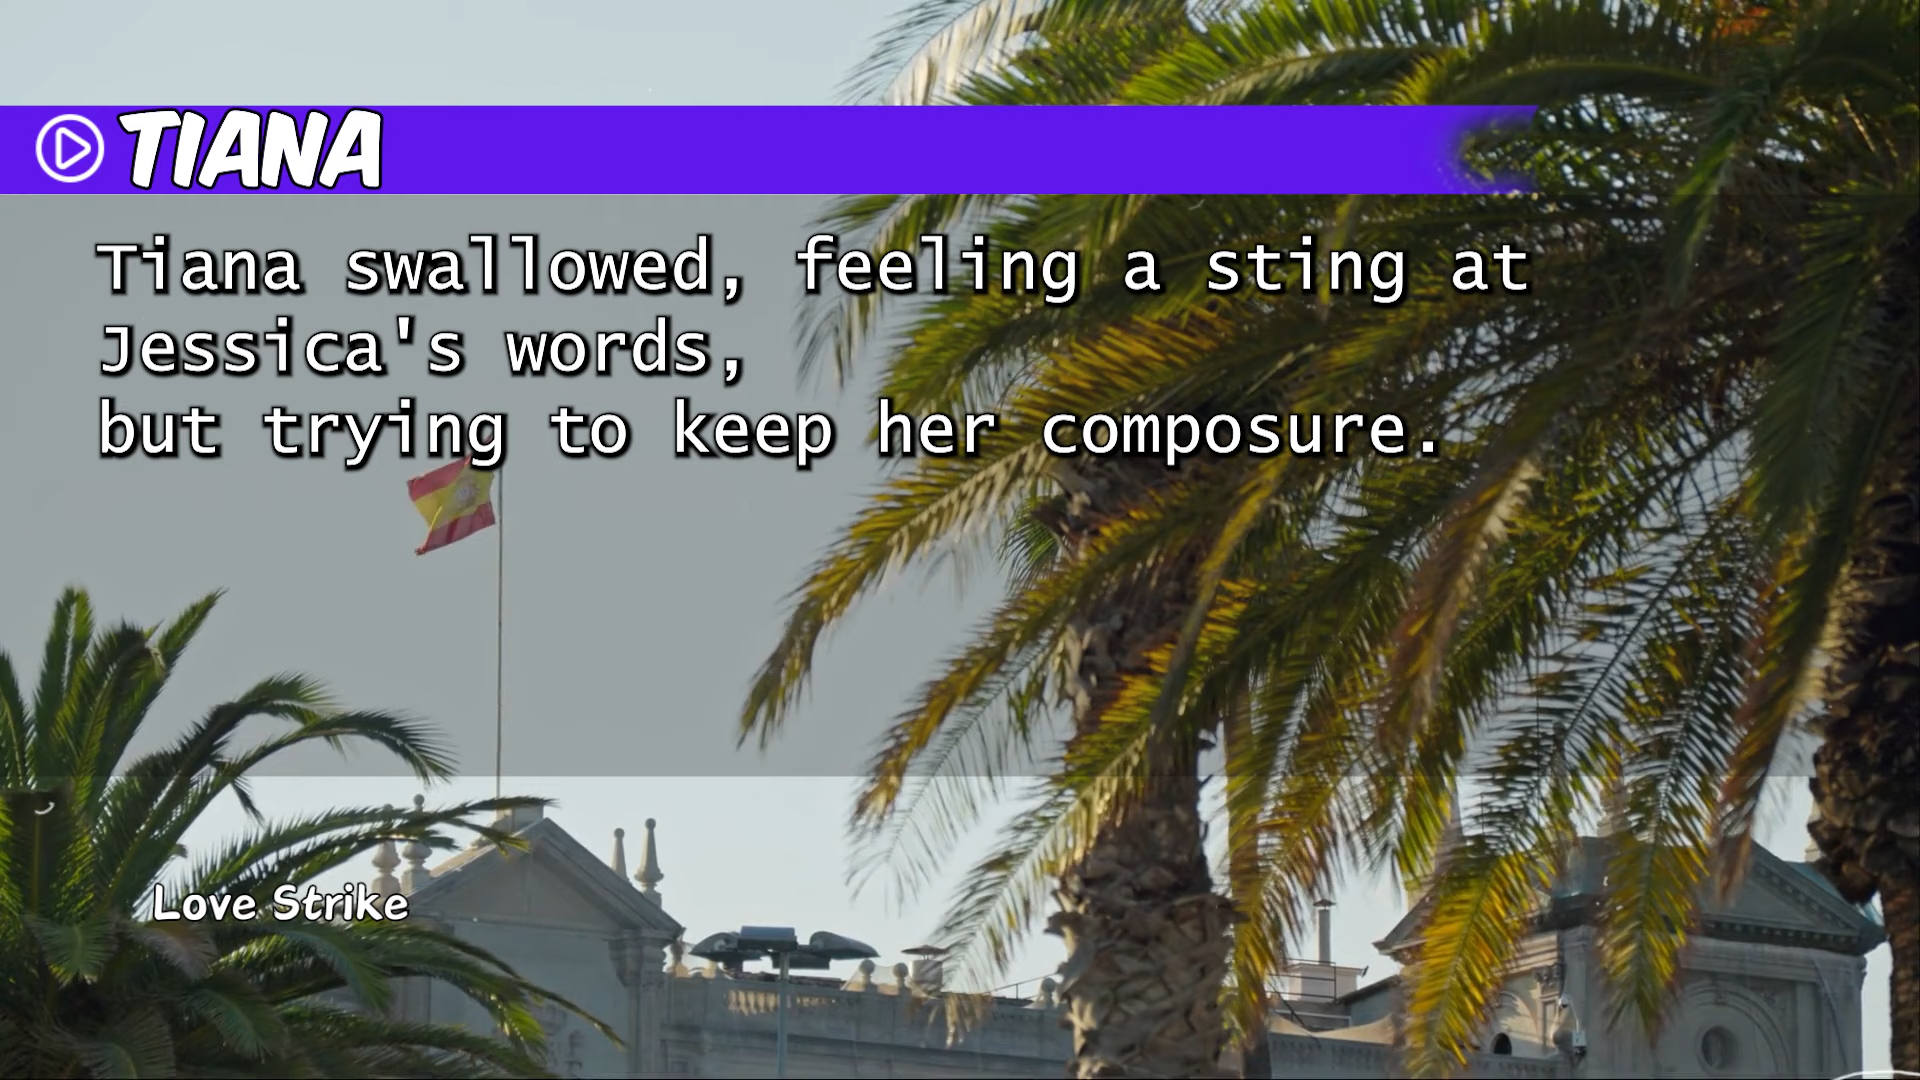 TIANA
Tiana swallowed, feeling a sting at
Jessica's words,
but trying to keep her composure.
Love Strike